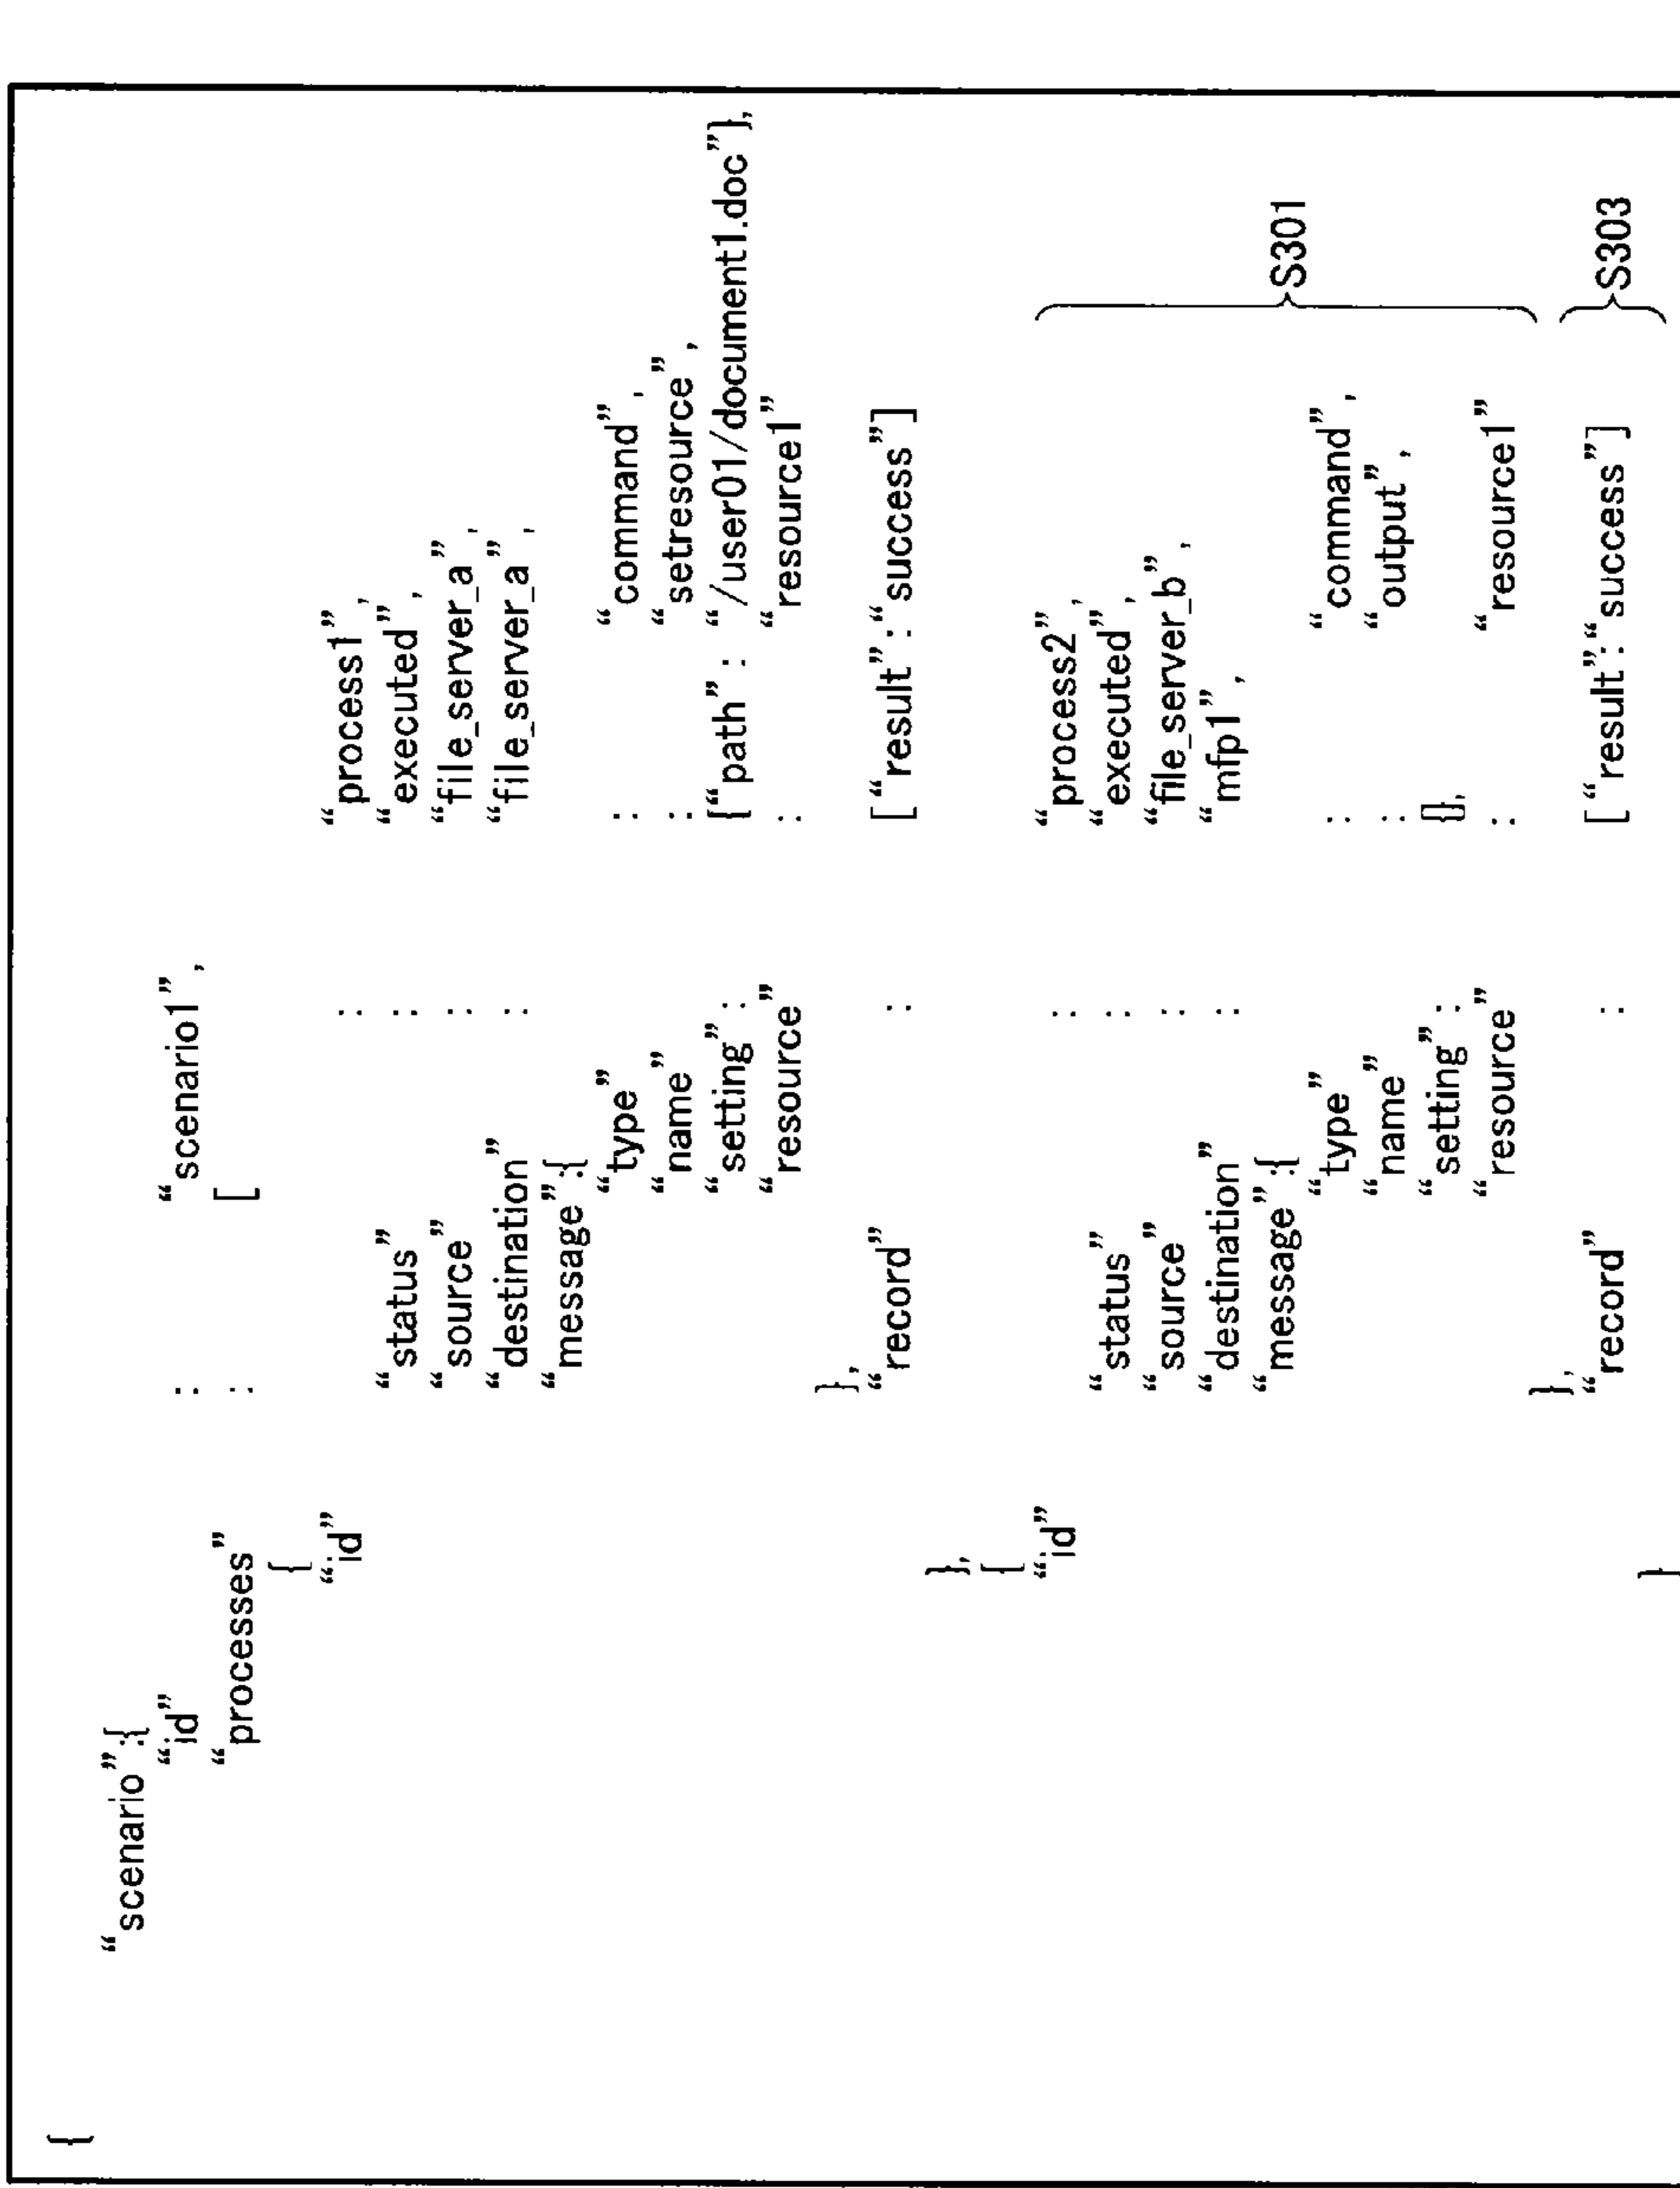 {
“scenario”:{
“id” : “scenario1”,
“processes” : [
{
“id” : “process1”,
“status” : “executed”,
“source” : “file_server_a”,
“destination” : “file_server_a”,
“message”:{
“type” : “command”,
“name” : “setresource”,
“setting” : {“path” : “/user01/document1.doc”},
“resource” : “resource1”
},
“record” : [“result”:“success”]
},
{
“id” : “process2”,
“status” : “executed”,
“source” : “file_server_b”,
“destination” : “mfp1”,
“message”:{
“type” : “command”,
“name” : “output”,
“setting” : {},
“resource” : “resource1”
S301
},
“record” : [“result”:“success”] S303
}